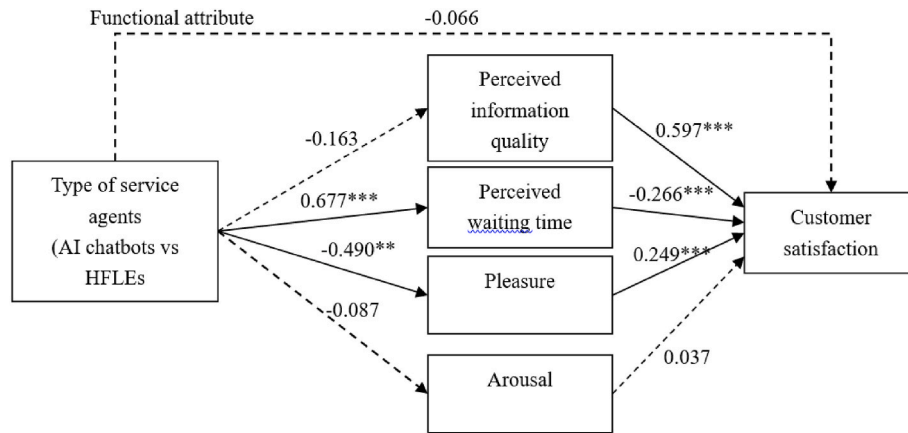 Functional attribute
-0.066
Perceived
information
quality
-0.163
0.597***
Type of service
agents
(AI chatbots vs
HFLEs
0.677***
Perceived
waiting time
-0.266***
Customer
satisfaction
-0.490**
Pleasure
0.249***
-0.087
Arousal
0.037